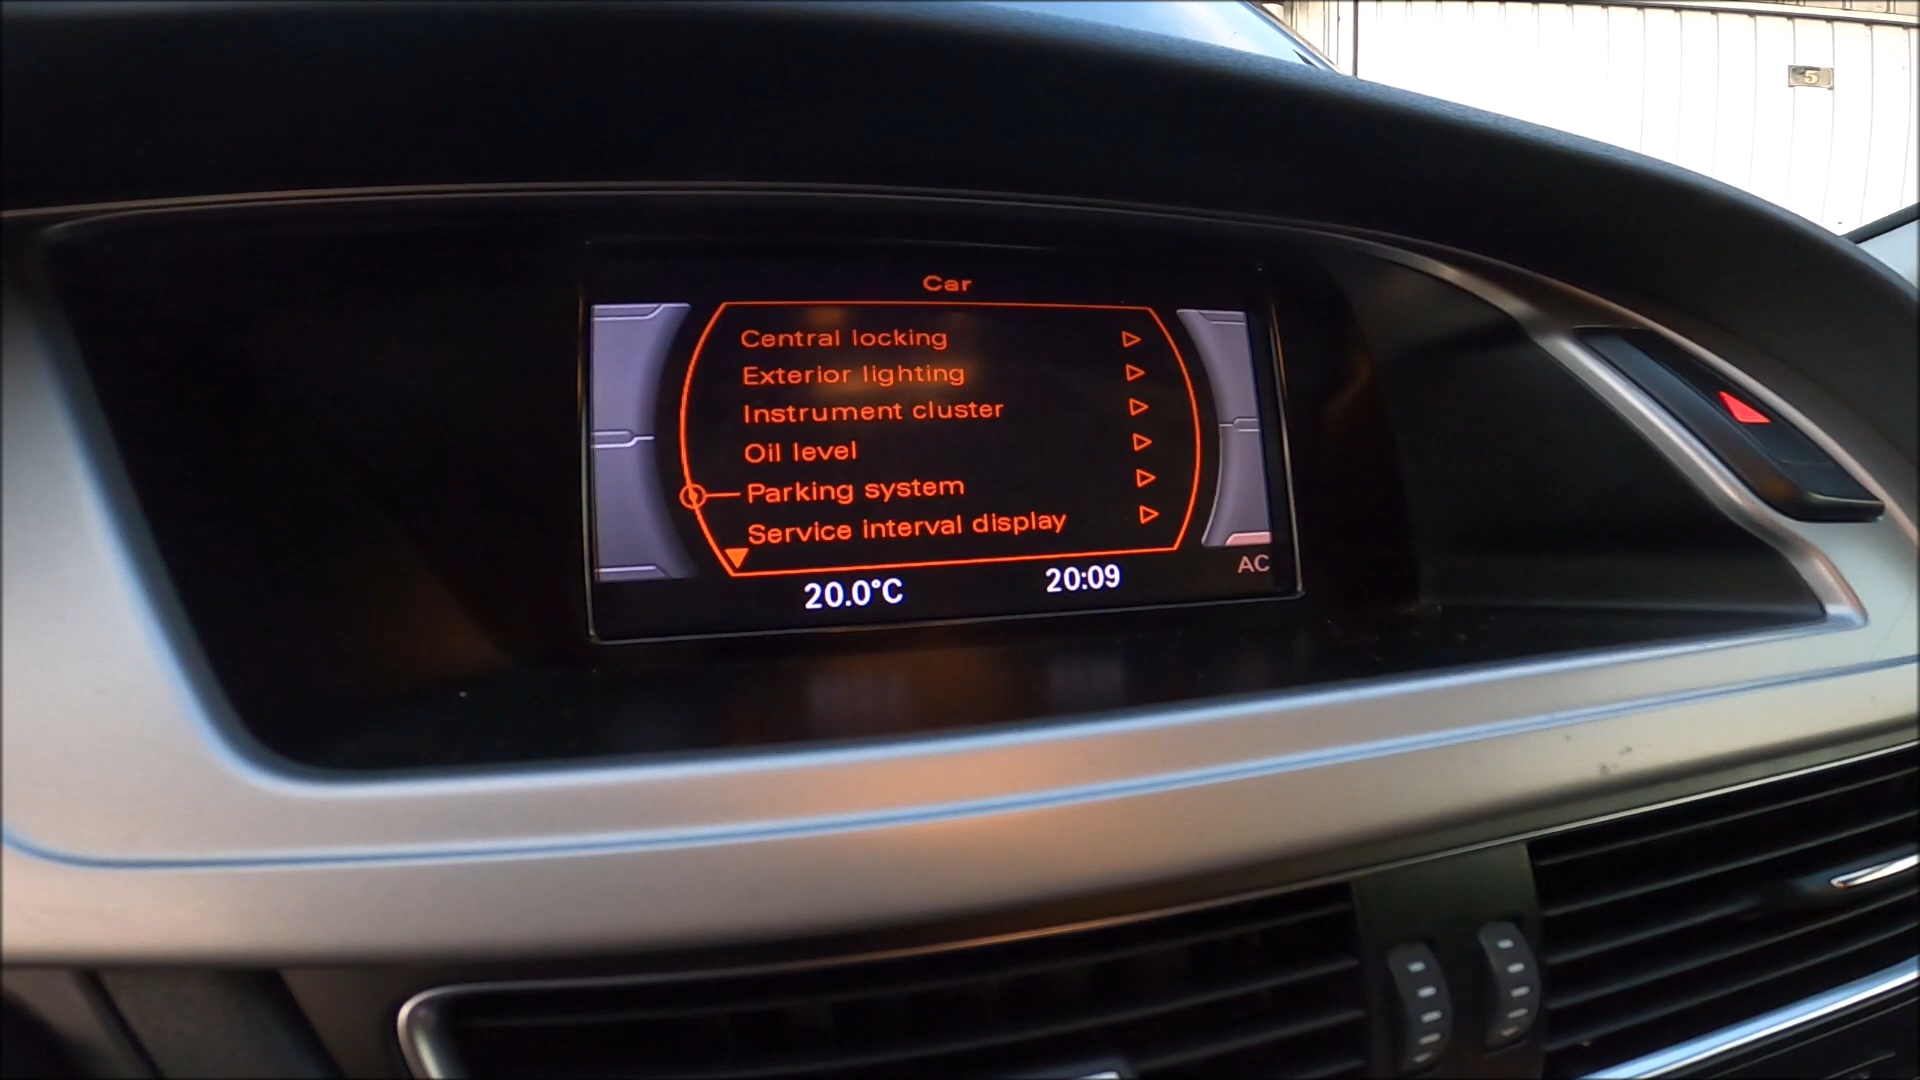 5
Car
Central locking
Exterior lighting
Instrument cluster
Oil level
Parking system
Service interval display
20.0°C
20:09
AC